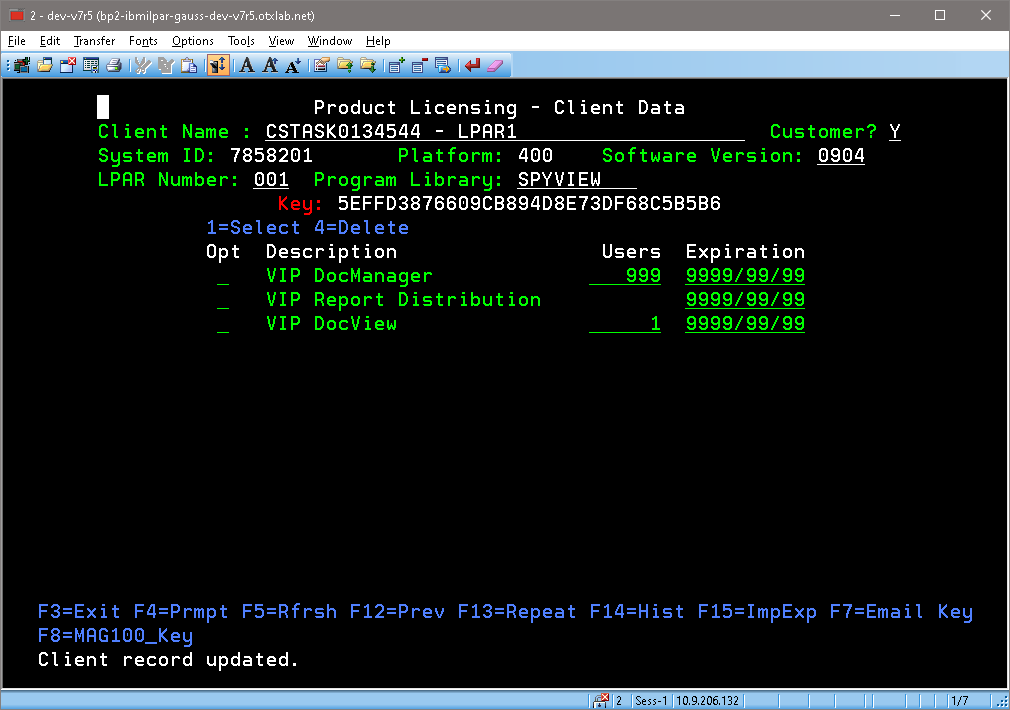 2 - dev-v7r5 (bp2-ibmilpar-gauss-dev-v7r5.otxlab.net)
File Edit Transfer Fonts Options Tools View Window Help
Product Licensing - Client Data
Client Name : CSTASK0134544 - LPAR1 Customer? Y
System ID: 7858201 Platform: 400 Software Version: 0904
LPAR Number: 001 Program Library: SPYVIEW
Key: 5EFFD3876609CB894D8E73DF68C5B5B6
1=Select 4=Delete
Opt Description Users Expiration
_ VIP DocManager 999 9999/99/99
_ VIP Report Distribution 9999/99/99
_ VIP DocView 1 9999/99/99
F3=Exit F4=Prmpt F5=Rfrsh F12=Prev F13=Repeat F14=Hist F15=ImpExp F7=Email Key
F8=MAG100_Key
Client record updated.
2 Sess-1 10.9.206.132 1/7